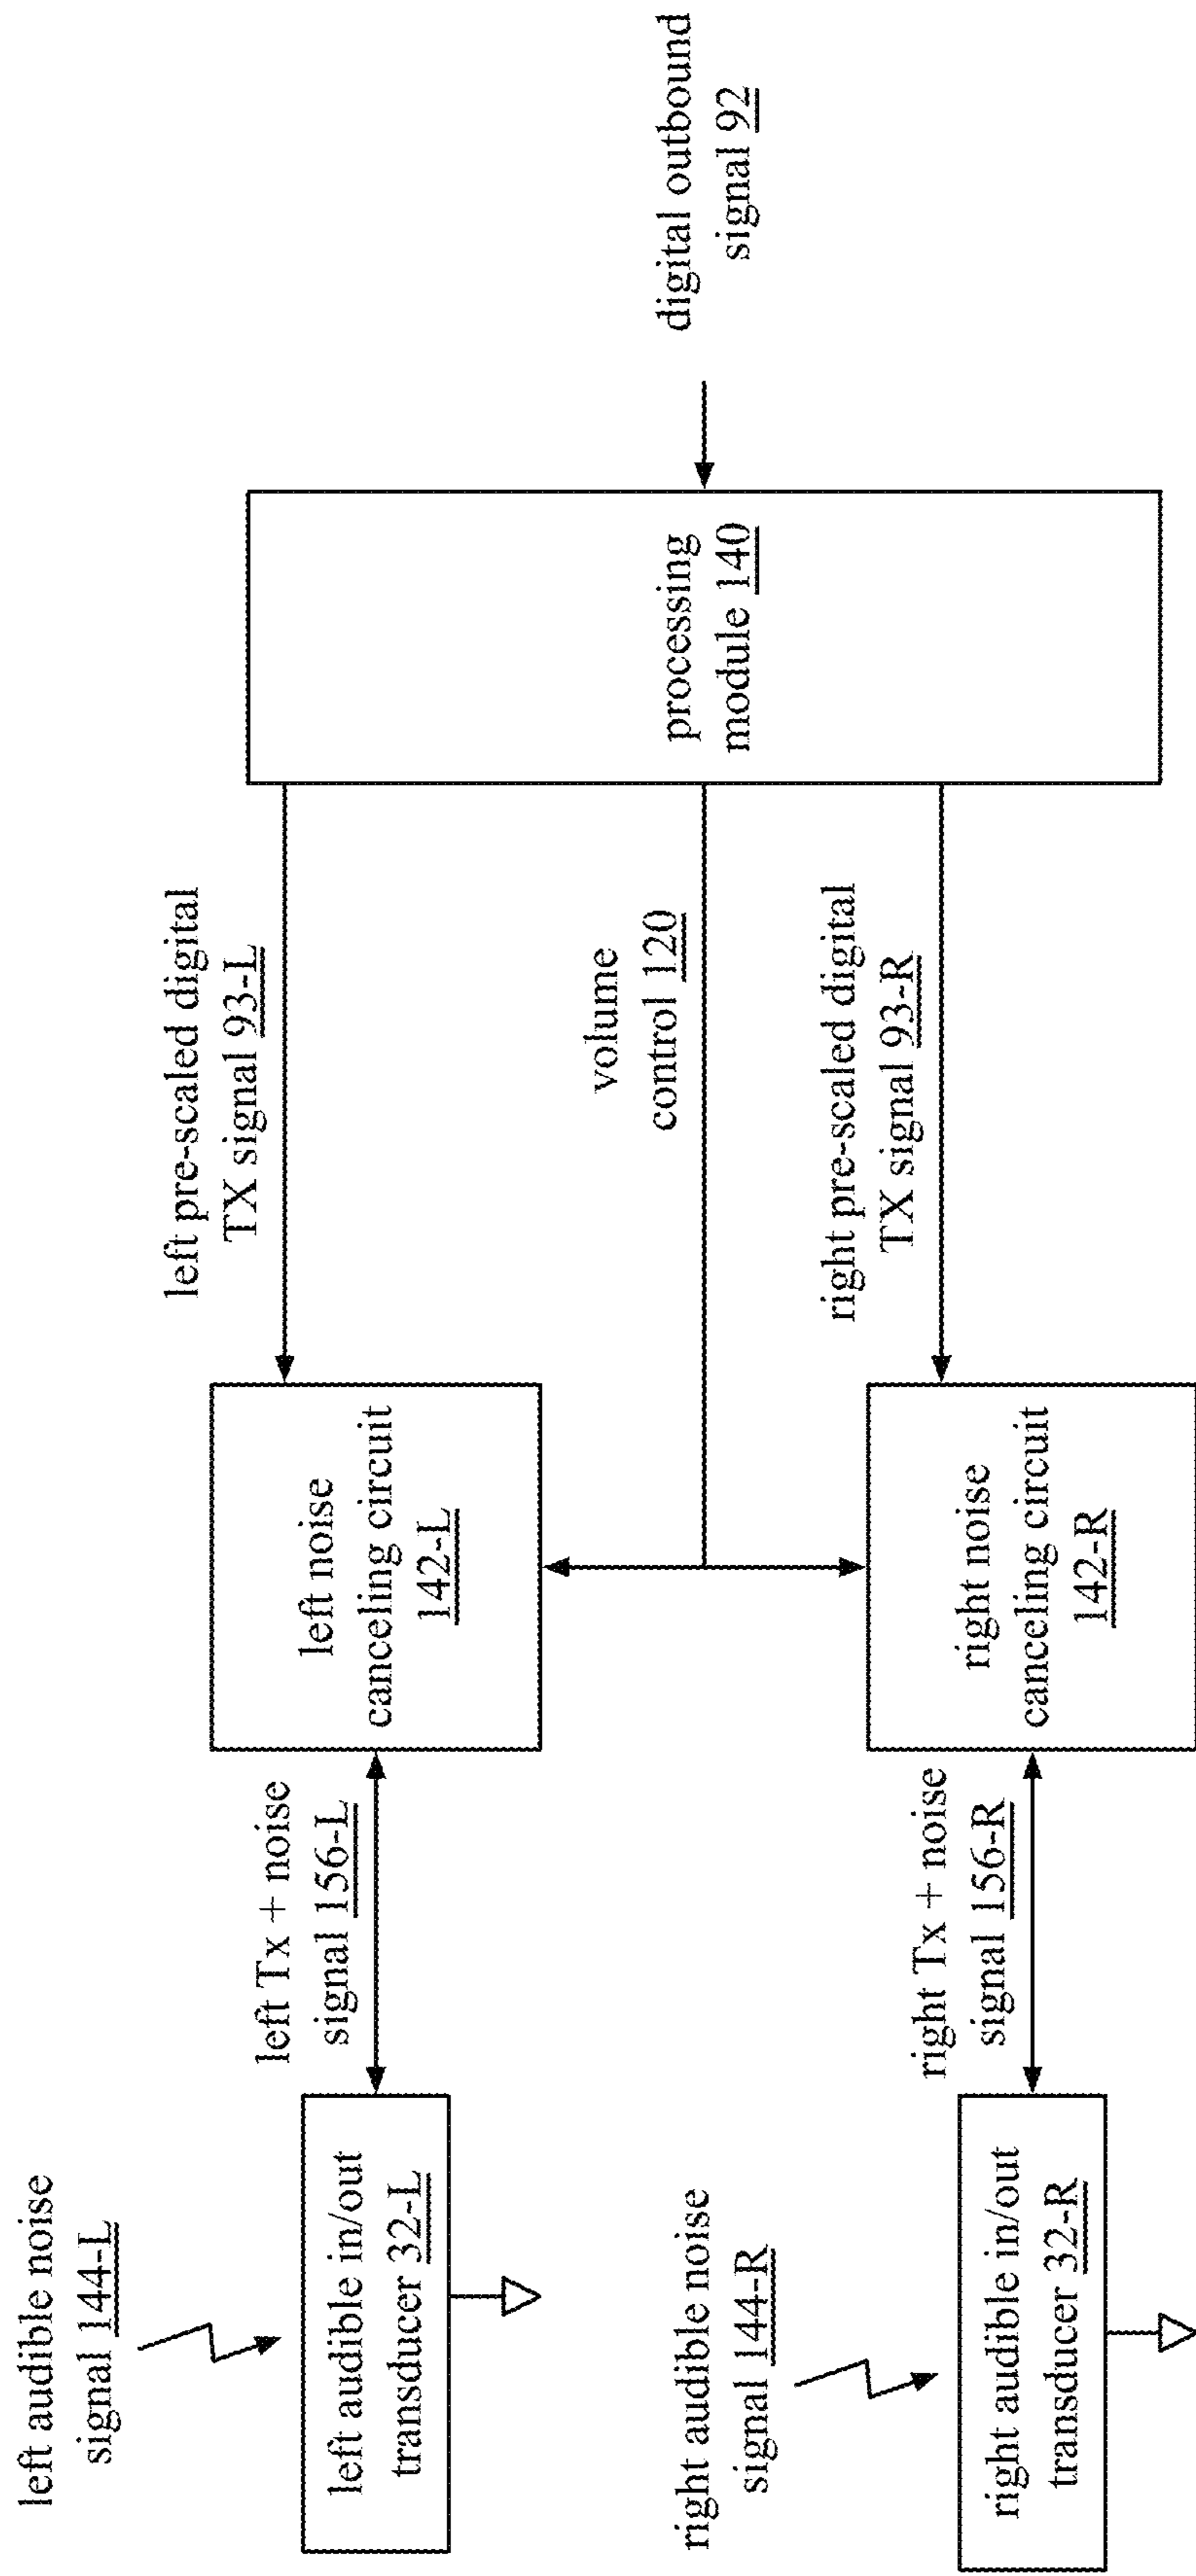 left audible noise
signal 144-L
left audible in/out
transducer 32-L
left Tx + noise
signal 156-L
left noise
canceling circuit
142-L
left pre-scaled digital
TX signal 93-L
volume
control 120
processing
module 140
digital outbound
signal 92
right audible noise
signal 144-R
right audible in/out
transducer 32-R
right Tx + noise
signal 156-R
right noise
canceling circuit
142-R
right pre-scaled digital
TX signal 93-R